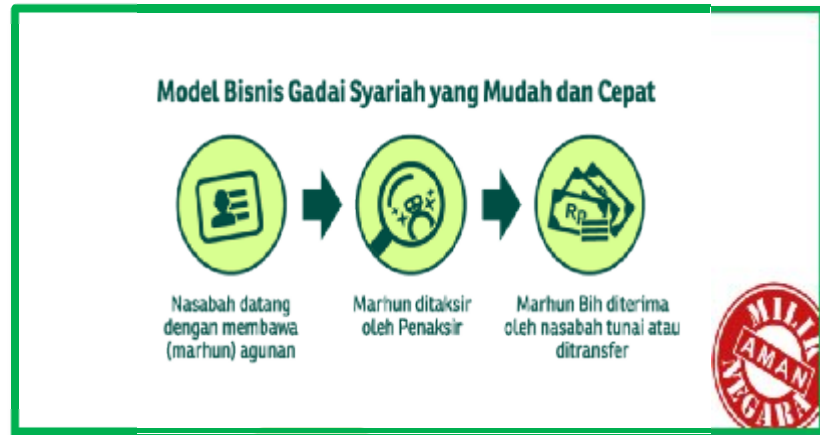 Model Bisnis Gadai Syariah yang Mudah dan Cepat
Rp
Nasabah datang
dengan membawa
(marhun) agunan
Marhun ditaksir
oleh Penaksir
Marhun Bih diterima
oleh nasabah tunai atau
ditransfer
MILIK
AMAN
NEGARA